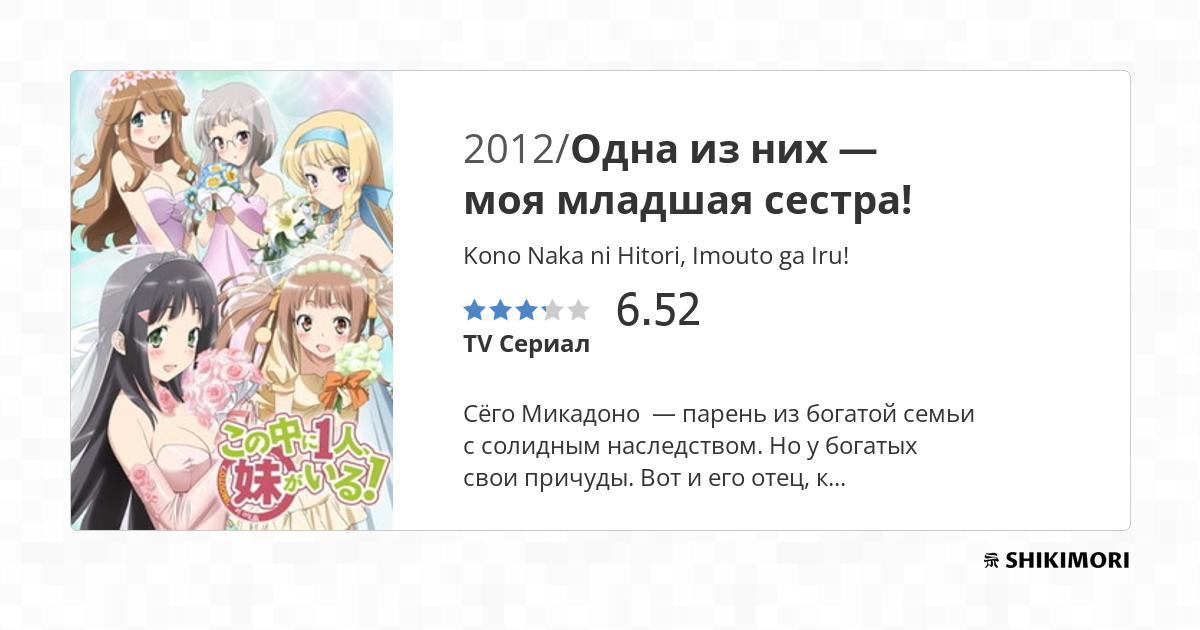 2012/Одна из них —
моя младшая сестра!
Kono Naka ni Hitori, Imouto ga Iru!
6.52
TV Сериал
Сёго Микадоно — парень из богатой семьи
с солидным наследством. Но у богатых
свои причуды. Вот и его отец, к...
この中に1人、
妹がいる!
SHIKIMORI